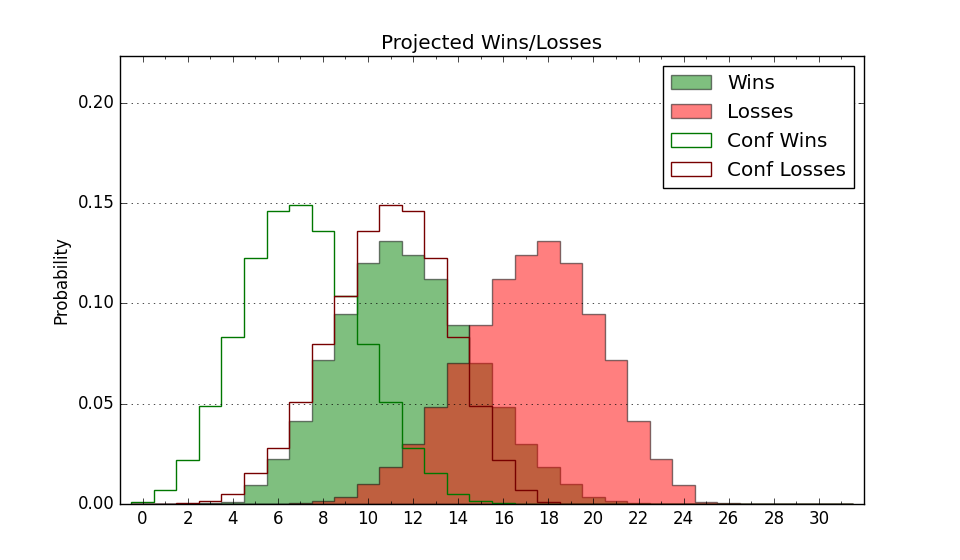 Projected Wins/Losses
Wins
Losses
Conf Wins
Conf Losses
Probability
0.20
0.15
0.10
0.05
0.00
0 2 4 6 8 10 12 14 16 18 20 22 24 26 28 30